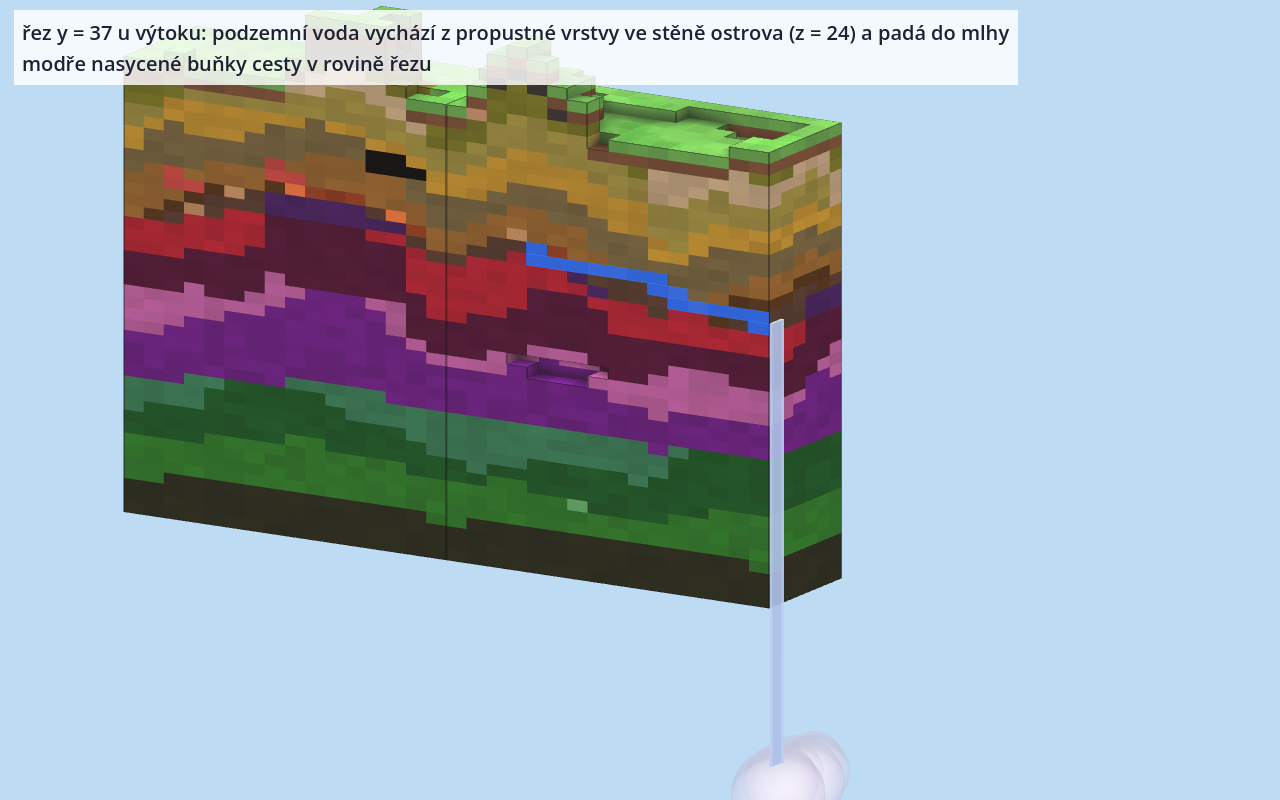 řez y = 37 u výtoku: podzemní voda vychází z propustné vrstvy ve stěně ostrova (z = 24) a padá do mlhy
modře nasycené buňky cesty v rovině řezu